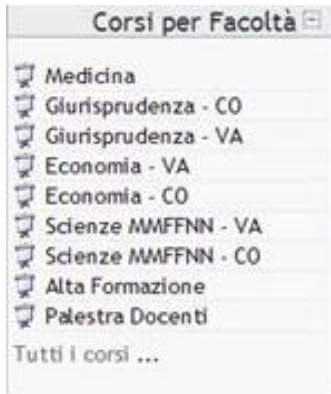 Corsi per Facoltà
Medicina
Giurisprudenza - CO
Giurisprudenza - VA
Economia - VA
Economia - CO
Scienze MMFFNN - VA
Scienze MMFFNN - CO
Alta Formazione
Palestra Docenti
Tutti i corsi ...